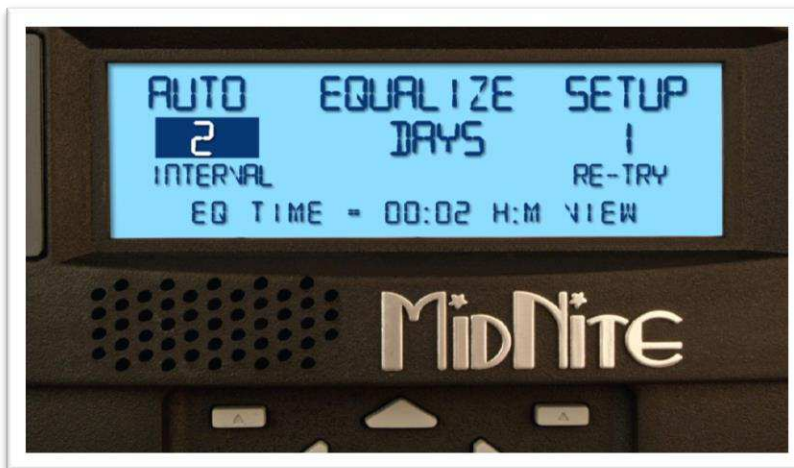 AUTO EQUALIZE SETUP
2 DAYS 1
INTERVAL RE-TRY
EQ TIME - 00:02 H:M VIEW
MIDNITE